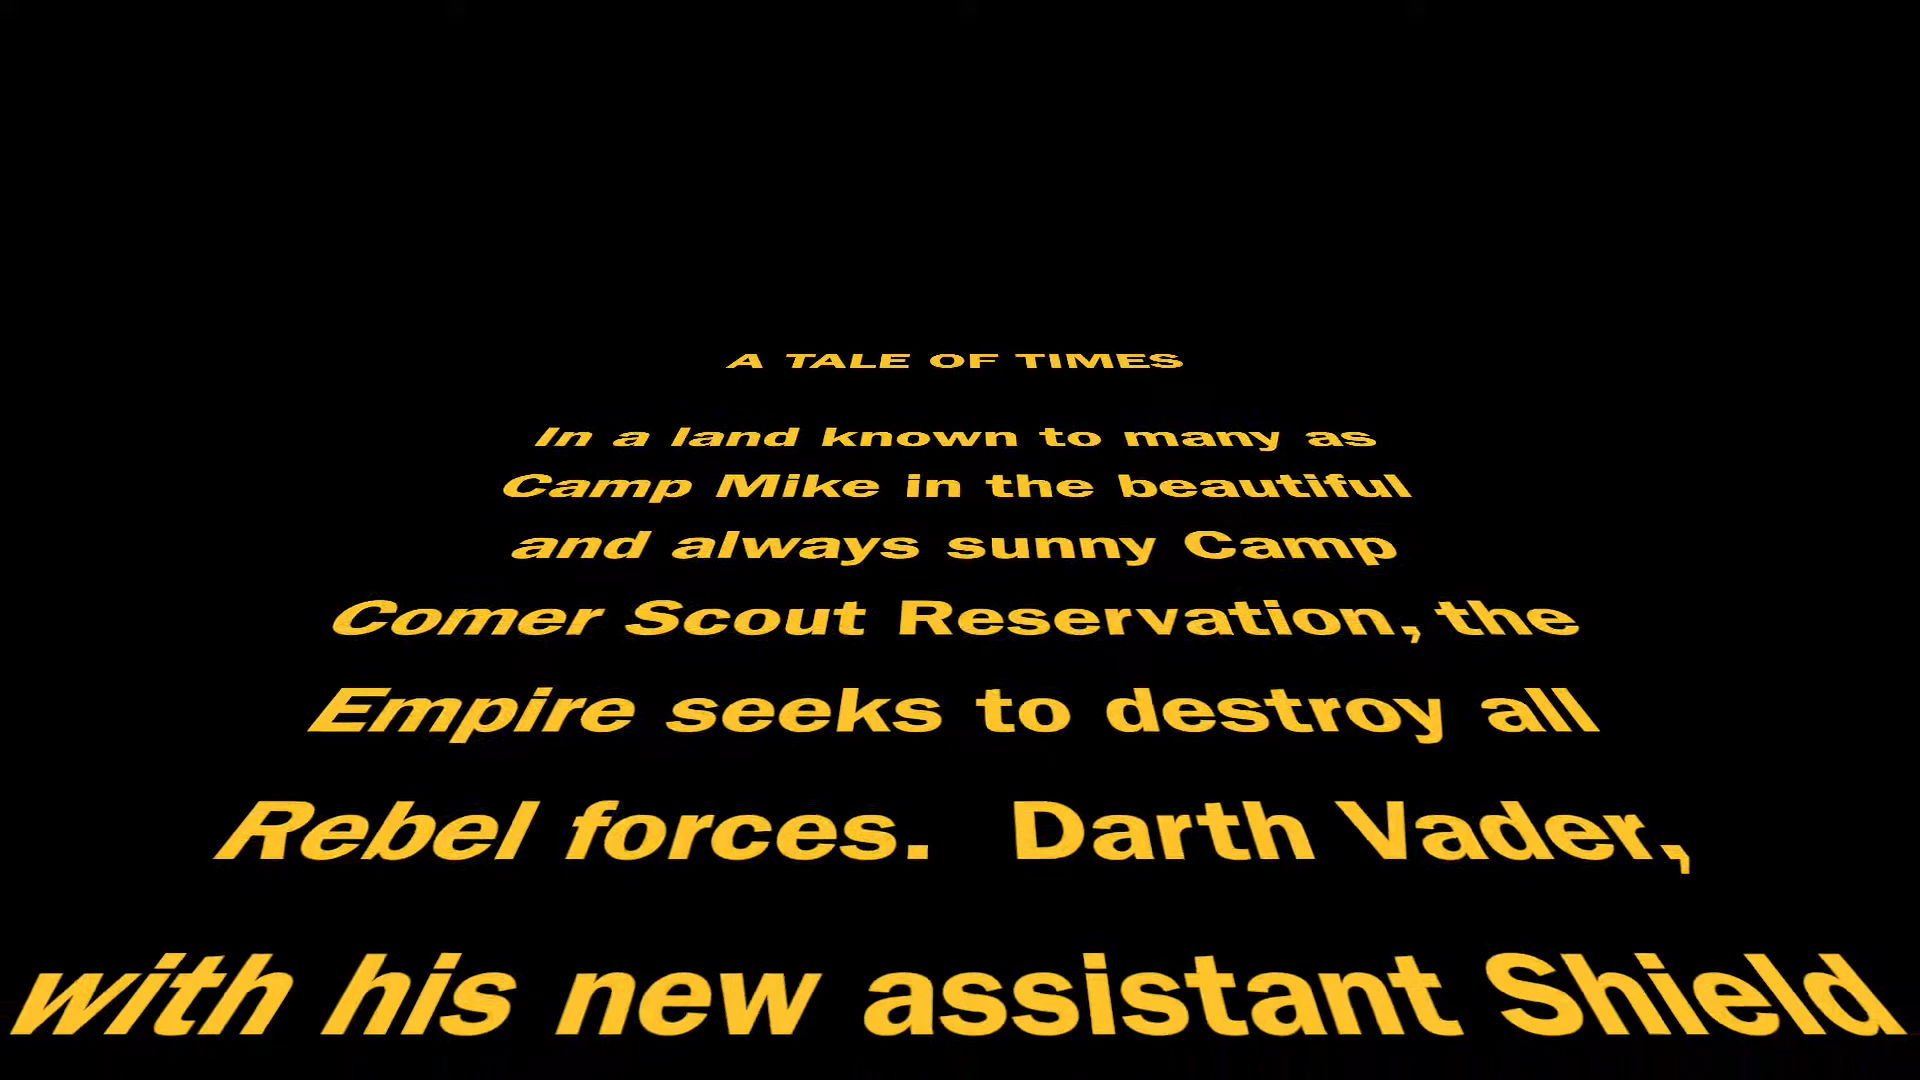 A TALE OF TIMES
In a land known to many as
Camp Mike in the beautiful
and always sunny Camp
Comer Scout Reservation, the
Empire seeks to destroy all
Rebel forces.  Darth Vader,
with his new assistant Shield